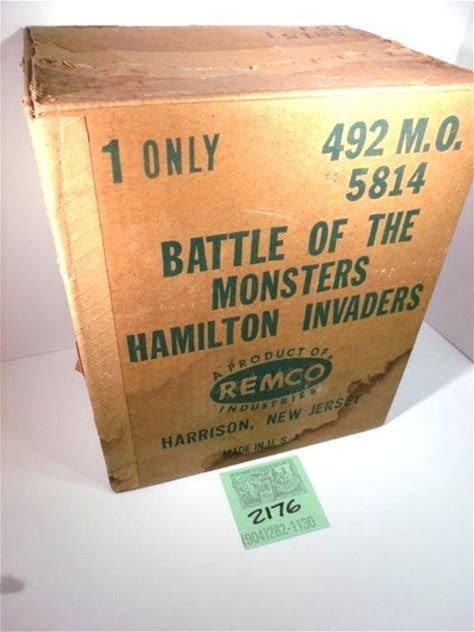 1 ONLY
492 M.O.
5814
BATTLE OF THE
MONSTERS
HAMILTON INVADERS
A PRODUCT OF
REMCO
INDUSTRIES
HARRISON, NEW JERSEY
MADE IN U.S.A.
2176
(904)282-1130